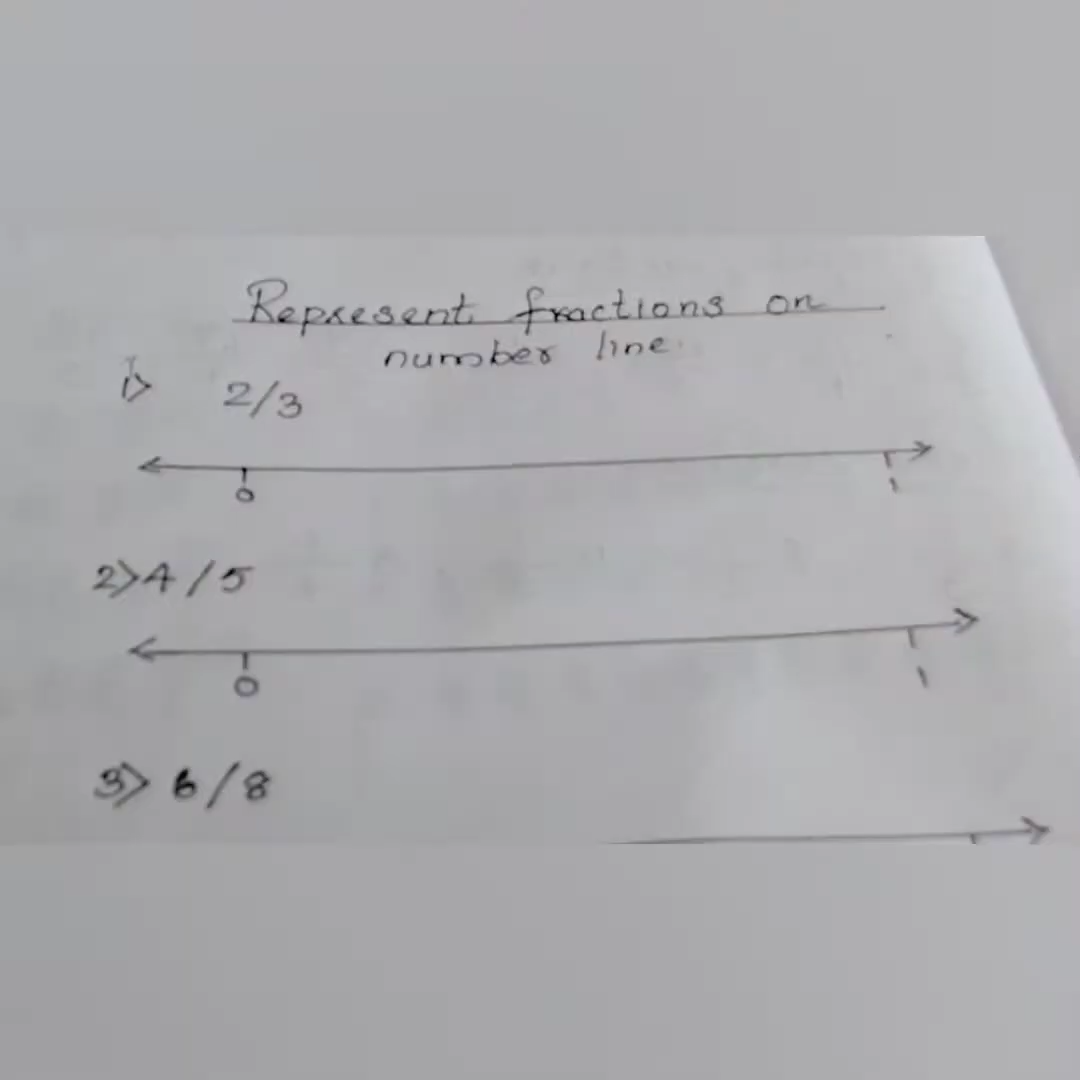 Represent fractions on
number line
1> 2/3
0 1
2> 4/5
0 1
3> 6/8